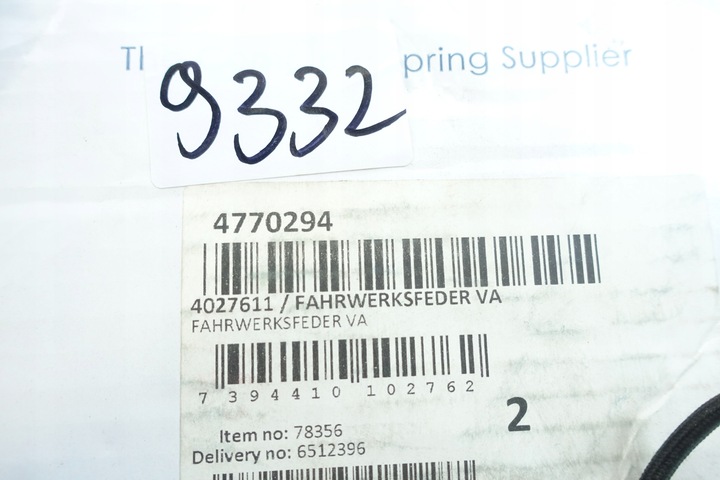 pring Supplier
9332
4770294
4027611 / FAHRWERKSFEDER VA
FAHRWERKSFEDER VA
7 394410 102762
2
Item no: 78356
Delivery no: 6512396